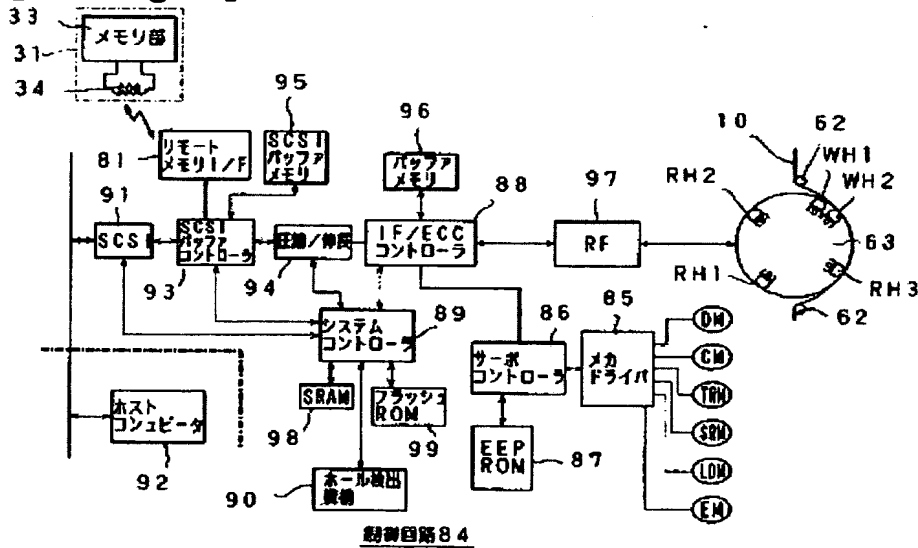 33
メモリ部
31
34
95
96
10
62
リモート
メモリI/F
81
SCSI
バッファ
メモリ
バッファ
メモリ
RH2
WH1
WH2
91
88
97
SCSI
SCSI
バッファ
コントローラ
圧縮/伸長
IF/ECC
コントローラ
RF
63
93
94
RH1
RH3
システム
コントローラ
89
86
85
62
サーボ
コントローラ
メカ
ドライバ
DM
CM
TRM
SRM
LDM
EM
ホスト
コンュピータ
92
SRAM
98
フラッシュ
ROM
99
EEP
ROM
87
90
ホール検出
機構
制御回路84